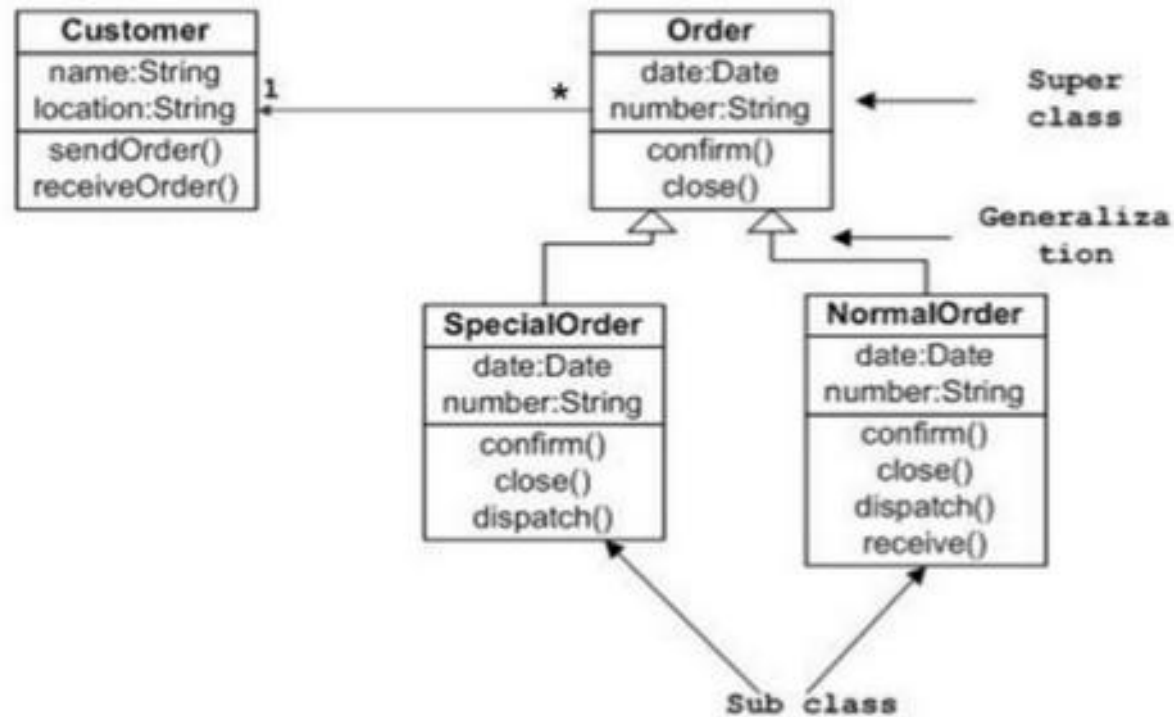 Customer
name:String
location:String
sendOrder()
receiveOrder()
1
*
Order
date:Date
number:String
confirm()
close()
Super
class
Generaliza
tion
SpecialOrder
date:Date
number:String
confirm()
close()
dispatch()
NormalOrder
date:Date
number:String
confirm()
close()
dispatch()
receive()
Sub class